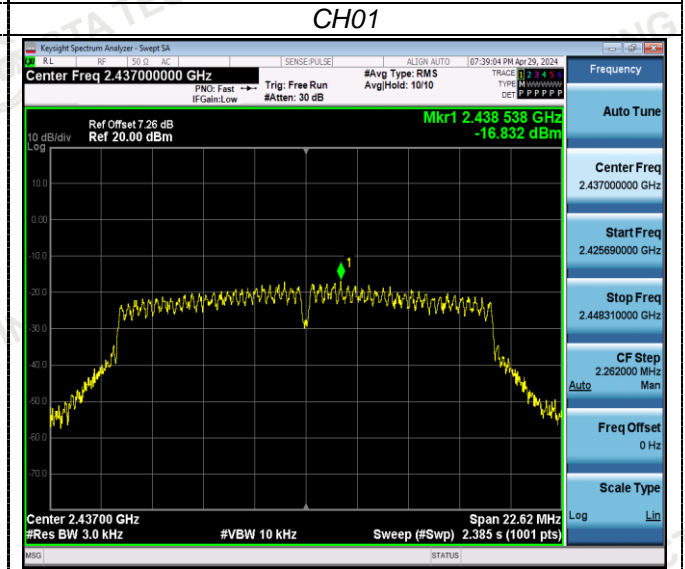 CH01
Keysight Spectrum Analyzer - Swept SA
RL RF 50 Ω AC SENSE:PULSE ALIGN AUTO 07:39:04 PM Apr 29, 2024
Center Freq 2.437000000 GHz
PNO: Fast
IFGain:Low
Trig: Free Run
#Atten: 30 dB
#Avg Type: RMS
Avg|Hold: 10/10
TRACE 1 2 3 4 5 6
TYPE M W W W W W
DET P P P P P P
Ref Offset 7.26 dB
10 dB/div Ref 20.00 dBm
Log
Mkr1 2.438 538 GHz
-16.832 dBm
10.0
0.00
-10.0
-20.0
-30.0
-40.0
-50.0
-60.0
-70.0
1
Center 2.43700 GHz
Span 22.62 MHz
#Res BW 3.0 kHz
#VBW 10 kHz
Sweep (#Swp) 2.385 s (1001 pts)
MSG STATUS
Frequency
Auto Tune
Center Freq
2.437000000 GHz
Start Freq
2.425690000 GHz
Stop Freq
2.448310000 GHz
CF Step
2.262000 MHz
Auto Man
Freq Offset
0 Hz
Scale Type
Log Lin